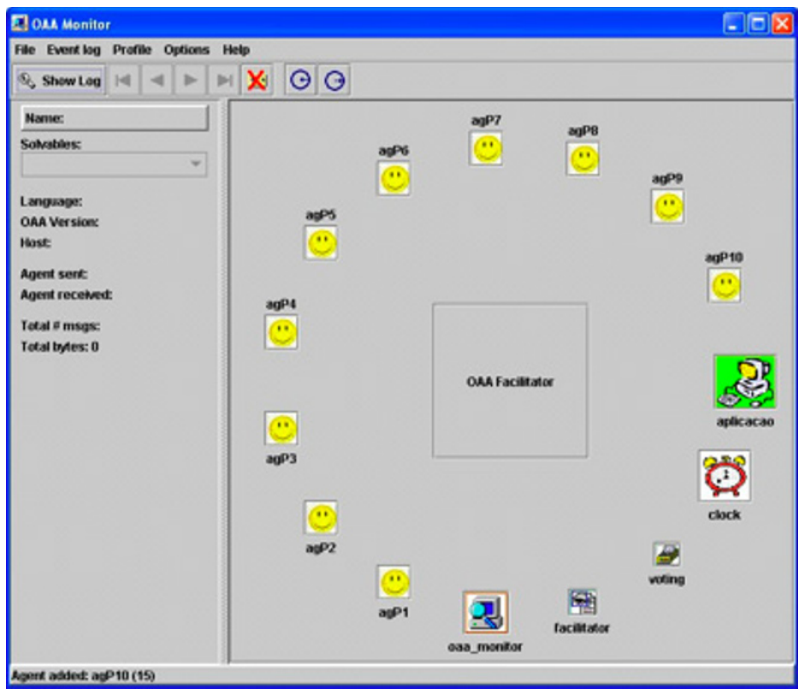 OAA Monitor
File Event log Profile Options Help
Show Log
Name:
Solvables:
Language:
OAA Version:
Host:
Agent sent:
Agent received:
Total # msgs:
Total bytes: 0
agP7
agP8
agP6
agP9
agP5
agP10
agP4
OAA Facilitator
aplicacao
agP3
clock
agP2
voting
agP1
facilitator
oaa_monitor
Agent added: agP10 (15)